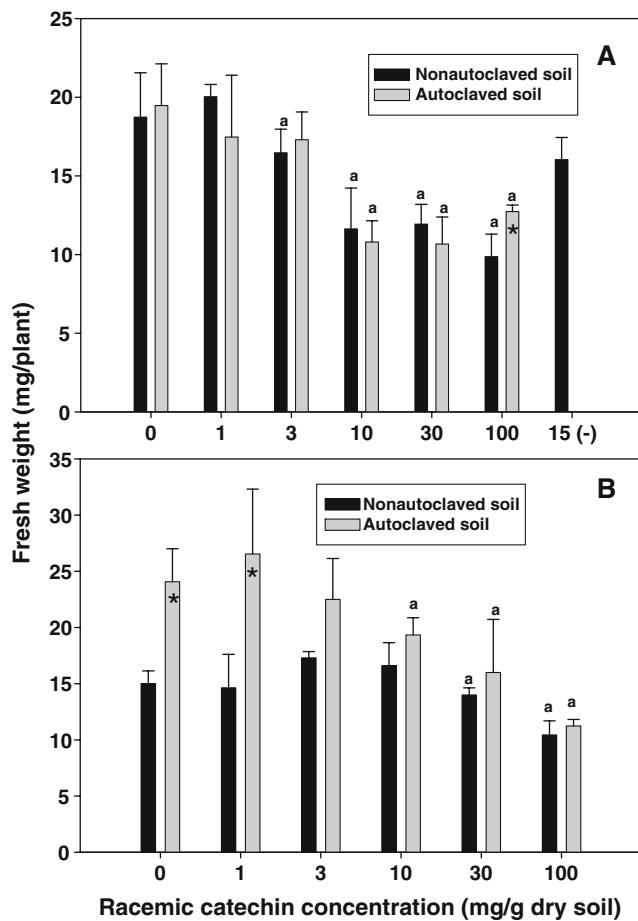 25
20
15
10
5
0
A
Nonautoclaved soil
Autoclaved soil
a
a
a
a
a
a
a
*
0 1 3 10 30 100 15 (-)
Fresh weight (mg/plant)
35
30
25
20
15
10
5
0
B
Nonautoclaved soil
Autoclaved soil
*
*
a
a
a
a
a
0 1 3 10 30 100
Racemic catechin concentration (mg/g dry soil)